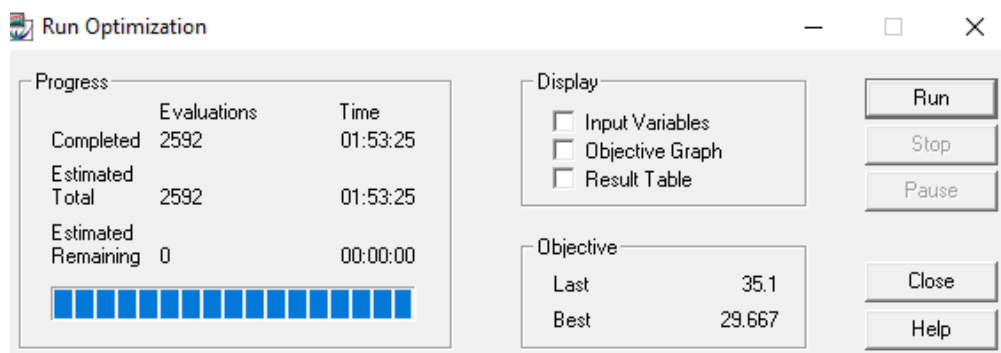 Run Optimization
Progress
Evaluations Time
Completed 2592 01:53:25
Estimated
Total 2592 01:53:25
Estimated
Remaining 0 00:00:00
Display
Input Variables
Objective Graph
Result Table
Objective
Last 35.1
Best 29.667
Run
Stop
Pause
Close
Help